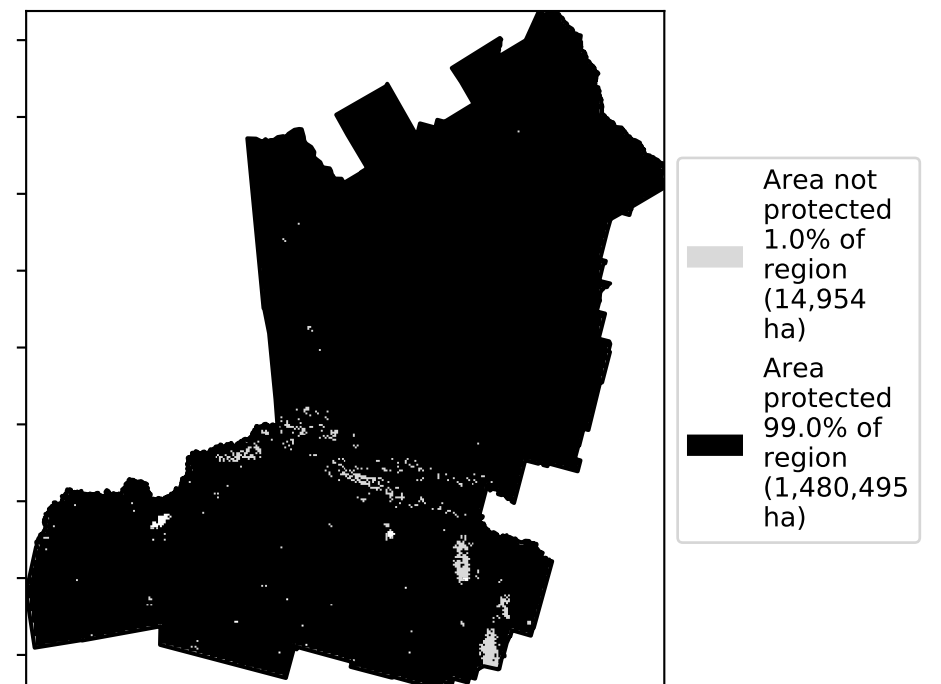 Area not
protected
1.0% of
region
(14,954
ha)
Area
protected
99.0% of
region
(1,480,495
ha)